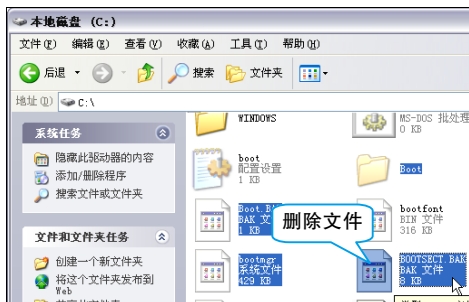 本地磁盘 (C:)
文件(F) 编辑(E) 查看(V) 收藏(A) 工具(T) 帮助(H)
后退 搜索 文件夹
地址(D) C:\
系统任务
隐藏此驱动器的内容
添加/删除程序
搜索文件或文件夹
文件和文件夹任务
创建一个新文件夹
将这个文件夹发布到
Web
WINDOWS
MS-DOS 批处理
0 KB
boot
配置设置
1 KB
Boot
Boot.B
BAK 文
1 KB
bootfont
BIN 文件
316 KB
删除文件
bootmgr
系统文件
429 KB
BOOTSECT.BAK
BAK 文件
8 KB